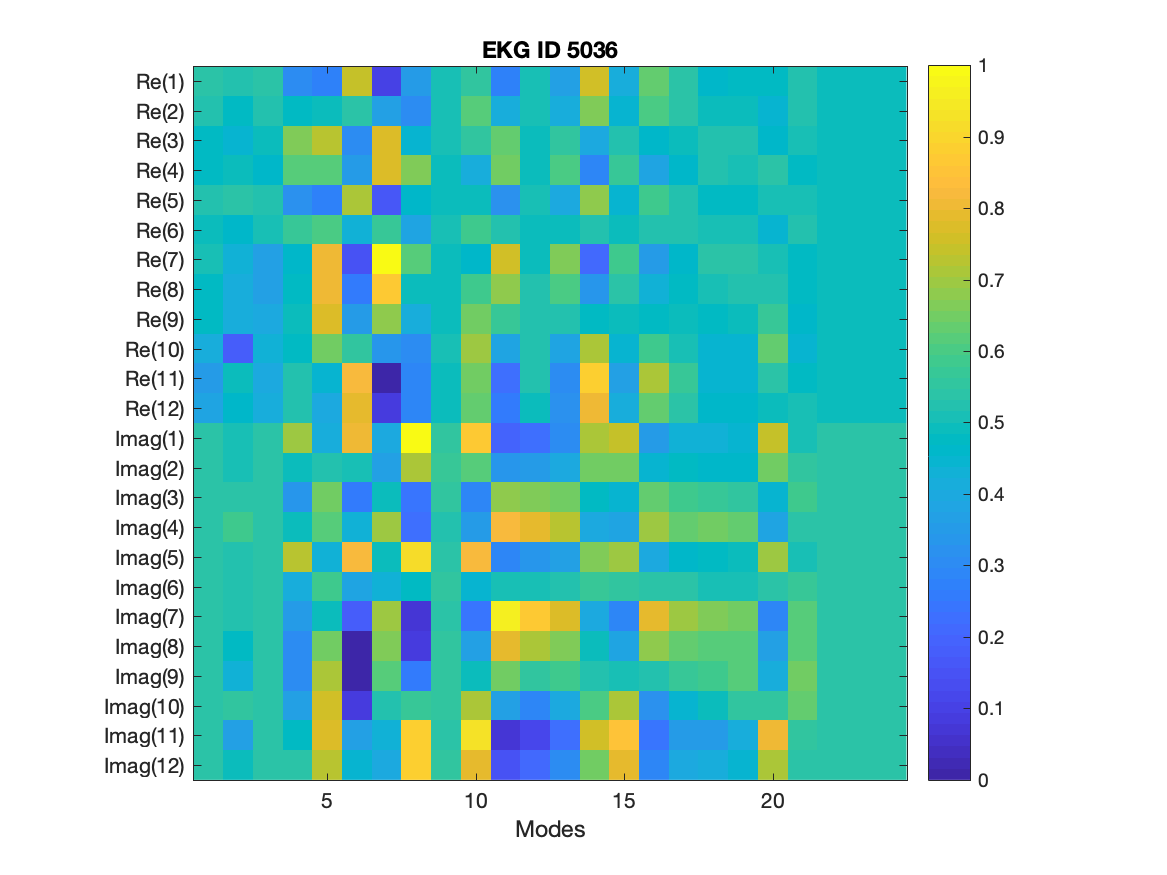 EKG ID 5036
Re(1)
Re(2)
Re(3)
Re(4)
Re(5)
Re(6)
Re(7)
Re(8)
Re(9)
Re(10)
Re(11)
Re(12)
Imag(1)
Imag(2)
Imag(3)
Imag(4)
Imag(5)
Imag(6)
Imag(7)
Imag(8)
Imag(9)
Imag(10)
Imag(11)
Imag(12)
5 10 15 20
Modes
1
0.9
0.8
0.7
0.6
0.5
0.4
0.3
0.2
0.1
0